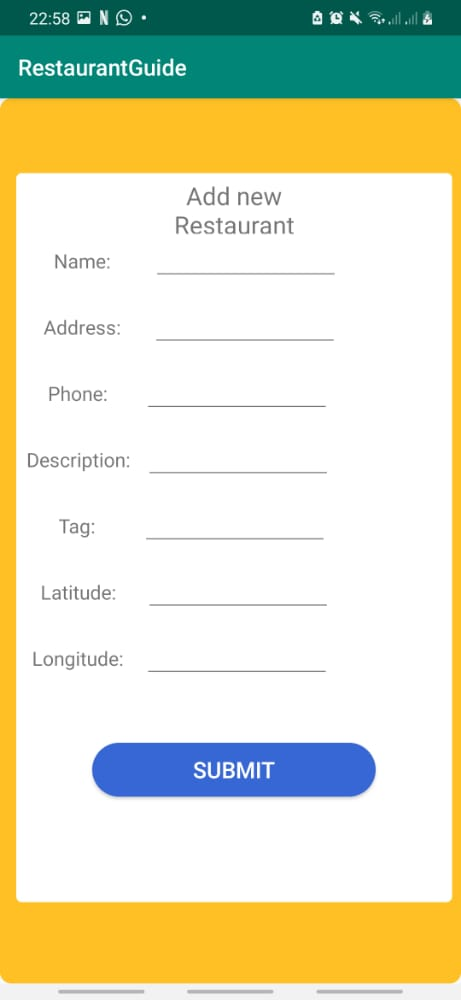 22:58
RestaurantGuide
Add new
Restaurant
Name:
Address:
Phone:
Description:
Tag:
Latitude:
Longitude:
SUBMIT